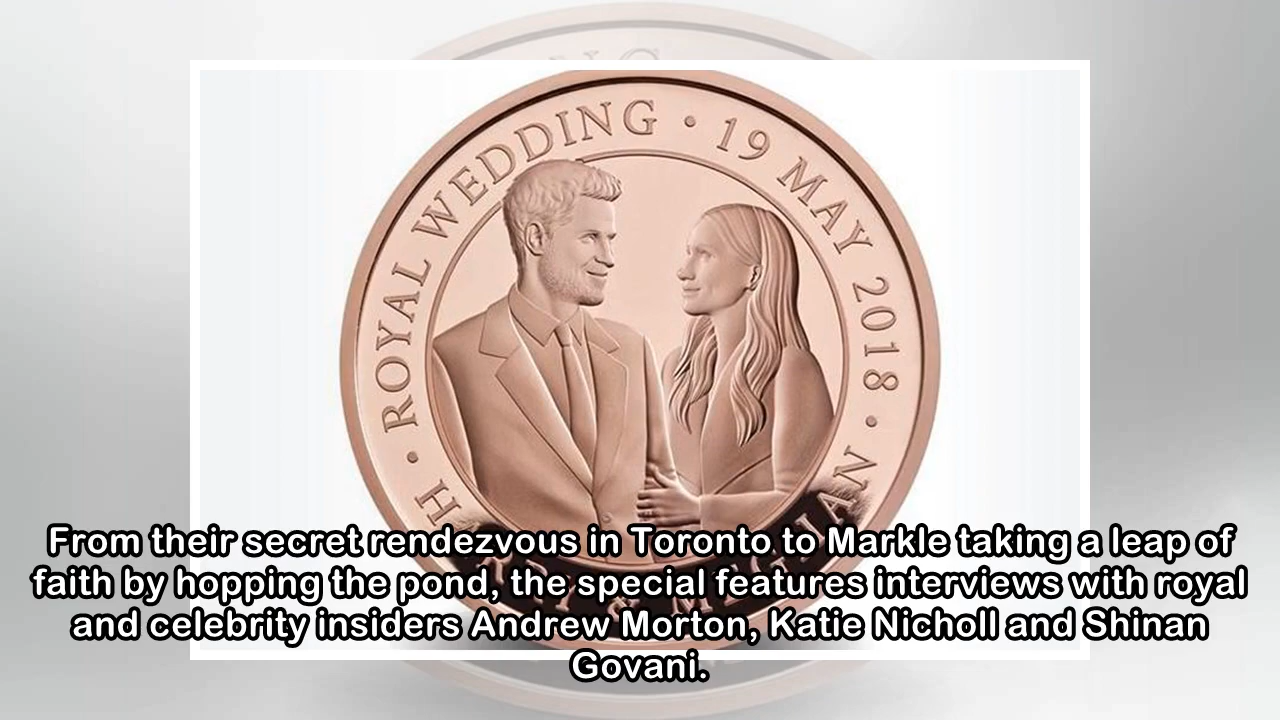 ROYAL WEDDING · 19 MAY 2018 ·
From their secret rendezvous in Toronto to Markle taking a leap of
faith by hopping the pond, the special features interviews with royal
and celebrity insiders Andrew Morton, Katie Nicholl and Shinan
Govani.